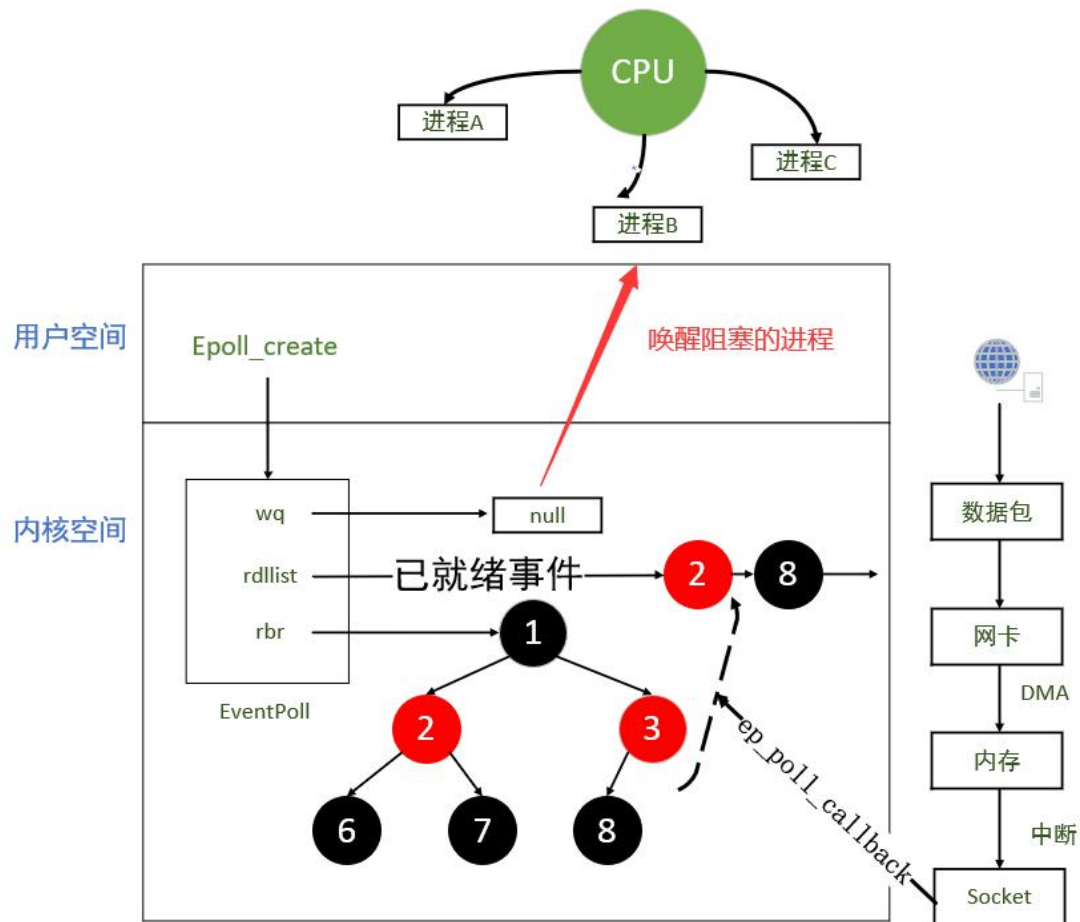 CPU
进程A
进程C
进程B
用户空间
Epoll_create
唤醒阻塞的进程
内核空间
wq
null
数据包
rdllist
已就绪事件
2
8
rbr
1
网卡
EventPoll
DMA
2
3
ep_poll_callback
内存
6
7
8
中断
Socket